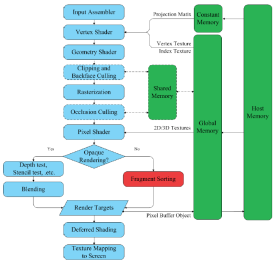 Input Assembler
Projection Matrix
Constant
Memory
Vertex Shader
Vertex Texture
Index Texture
Geometry Shader
Clipping and
Backface Culling
Shared
Memory
Rasterization
Occlusion Culling
Global
Memory
Host
Memory
Pixel Shader
2D/3D Textures
Yes
Opaque
Rendering?
No
Depth test,
Stencil test, .etc.
Fragment Sorting
Blending
Render Targets
Pixel Buffet Object
Deferred Shading
Texture Mapping
to Screen